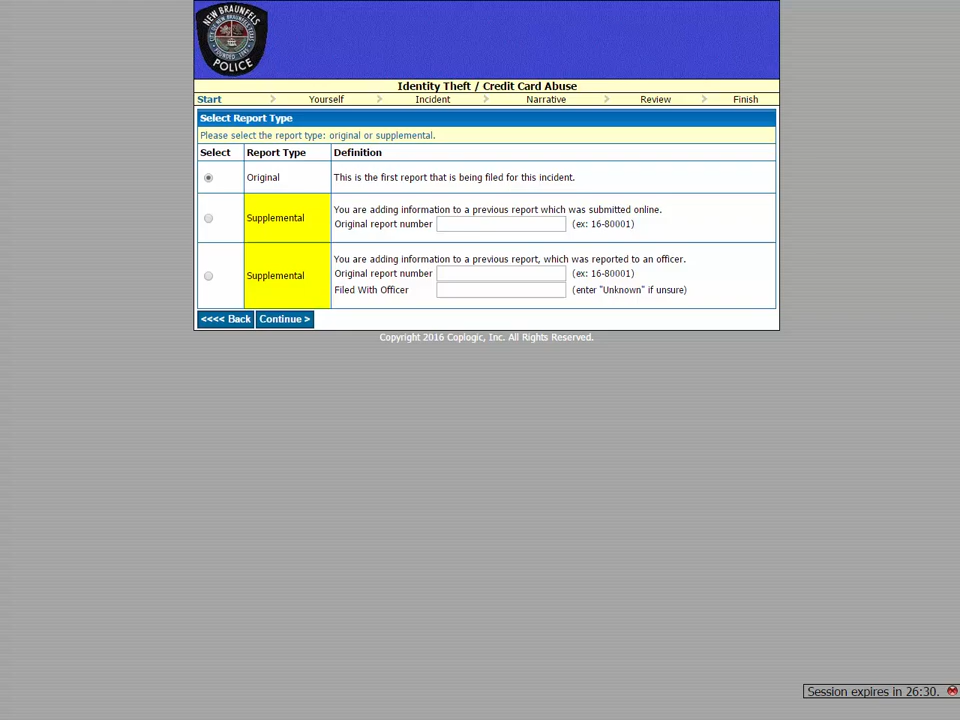 NEW BRAUNFELS
POLICE
Identity Theft / Credit Card Abuse
Start Yourself Incident Narrative Review Finish
Select Report Type
Please select the report type: original or supplemental.
Select Report Type Definition
Original This is the first report that is being filed for this incident.
Supplemental
You are adding information to a previous report which was submitted online.
Original report number (ex: 16-80001)
Supplemental
You are adding information to a previous report, which was reported to an officer.
Original report number (ex: 16-80001)
Filed With Officer (enter "Unknown" if unsure)
<<<< Back Continue >
Copyright 2016 Coplogic, Inc. All Rights Reserved.
Session expires in 26:30.